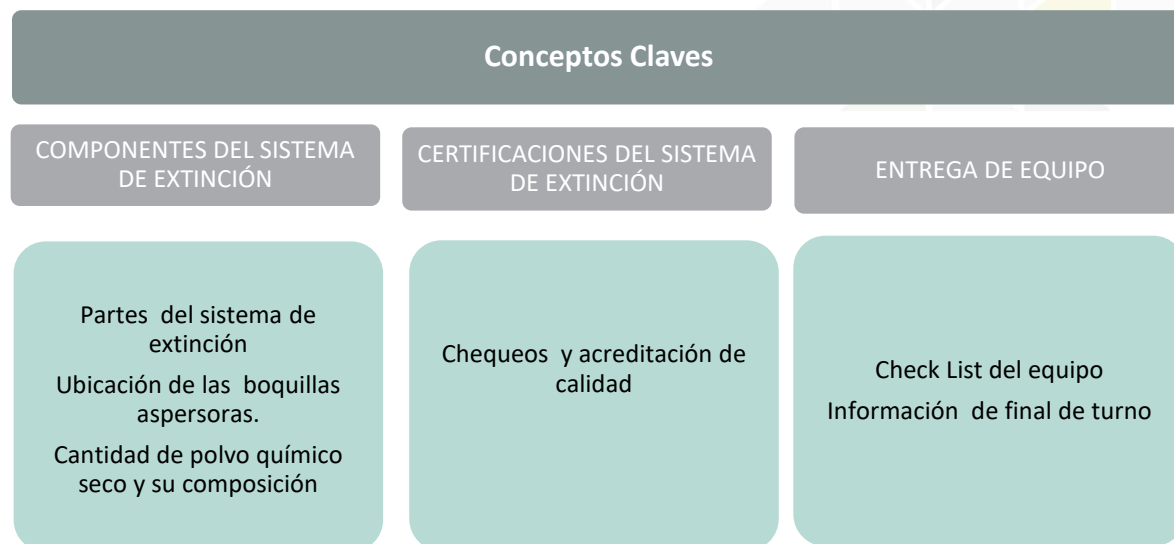 Conceptos Claves
COMPONENTES DEL SISTEMA
DE EXTINCIÓN
CERTIFICACIONES DEL SISTEMA
DE EXTINCIÓN
ENTREGA DE EQUIPO
Partes del sistema de
extinción
Ubicación de las boquillas
aspersoras.
Cantidad de polvo químico
seco y su composición
Chequeos y acreditación de
calidad
Check List del equipo
Información de final de turno